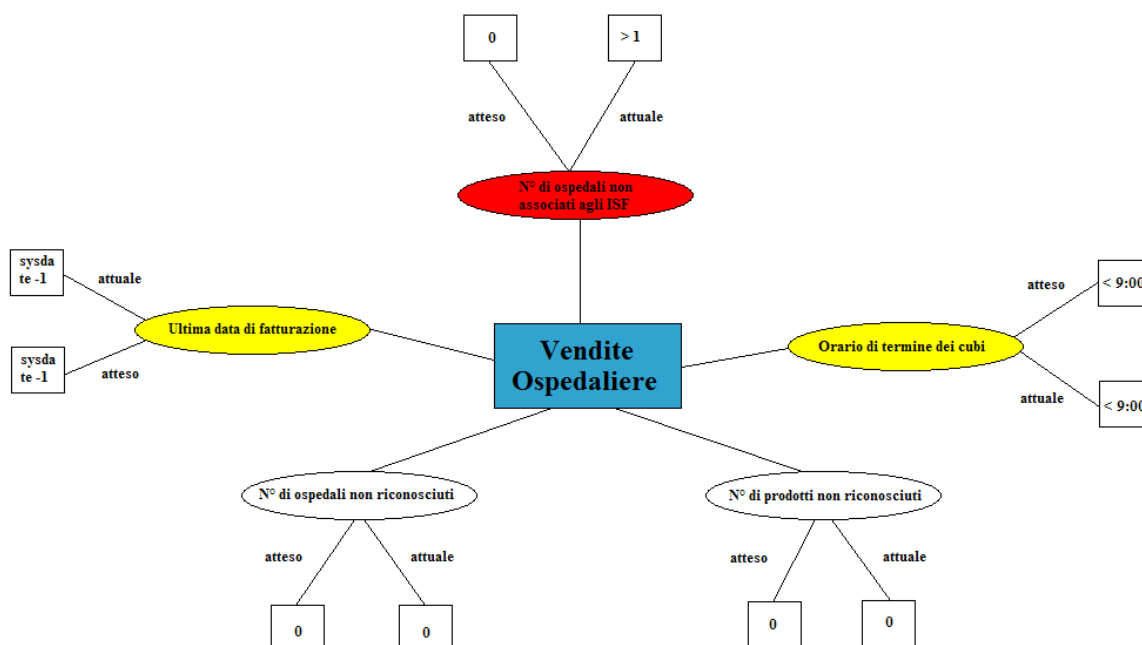 0
> 1
atteso
attuale
N° di ospedali non
associati agli ISF
sysda
te -1
attuale
Ultima data di fatturazione
sysda
te -1
atteso
Vendite
Ospedaliere
atteso
< 9:00
Orario di termine dei cubi
attuale
< 9:00
N° di ospedali non riconosciuti
atteso
attuale
0
0
N° di prodotti non riconosciuti
atteso
attuale
0
0